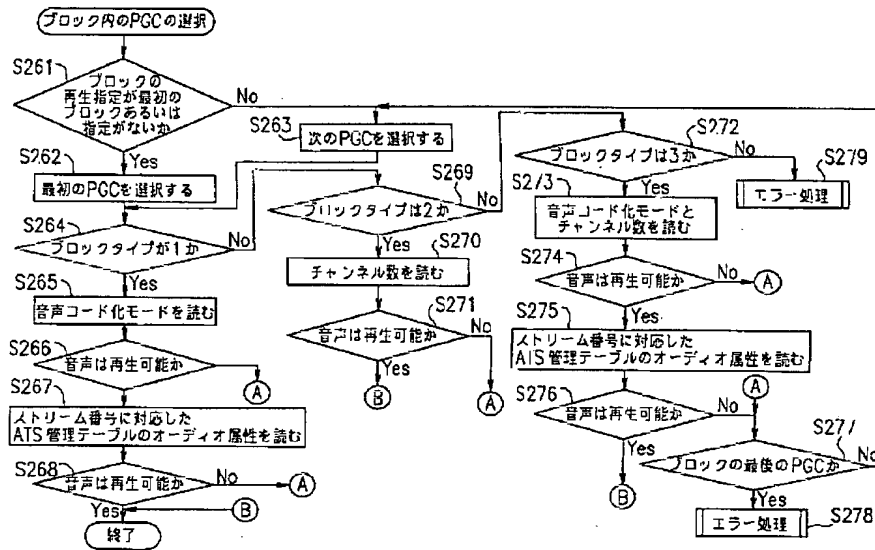 ブロック内のPGCの選択
S261
ブロックの
再生指定が最初の
ブロックあるいは
指定がないか
No
Yes
S262
最初のPGCを選択する
S263
次のPGCを選択する
S264
ブロックタイプが1か
No
Yes
S265
音声コード化モードを読む
S266
音声は再生可能か
A
S267
ストリーム番号に対応した
ATS管理テーブルのオーディオ属性を読む
S268
音声は再生可能か
No
A
Yes
B
終了
S269
ブロックタイプは2か
No
Yes
S270
チャンネル数を読む
S271
音声は再生可能か
No
Yes
B
A
S272
ブロックタイプは3か
No
Yes
S279
エラー処理
S273
音声コード化モードと
チャンネル数を読む
S274
音声は再生可能か
No
A
Yes
S275
ストリーム番号に対応した
ATS管理テーブルのオーディオ属性を読む
S276
音声は再生可能か
No
A
Yes
B
S277
ブロックの最後のPGCか
No
Yes
S278
エラー処理